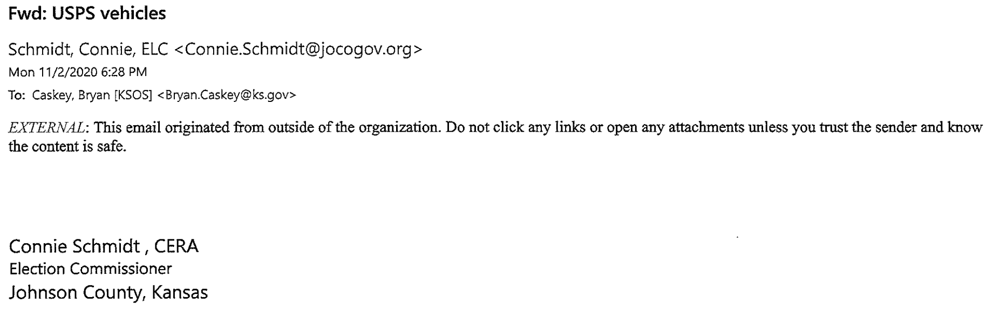 Fwd: USPS vehicles
Schmidt, Connie, ELC <Connie.Schmidt@jocogov.org>
Mon 11/2/2020 6:28 PM
To: Caskey, Bryan [KSOS] <Bryan.Caskey@ks.gov>
EXTERNAL: This email originated from outside of the organization. Do not click any links or open any attachments unless you trust the sender and know
the content is safe.
Connie Schmidt , CERA
Election Commissioner
Johnson County, Kansas